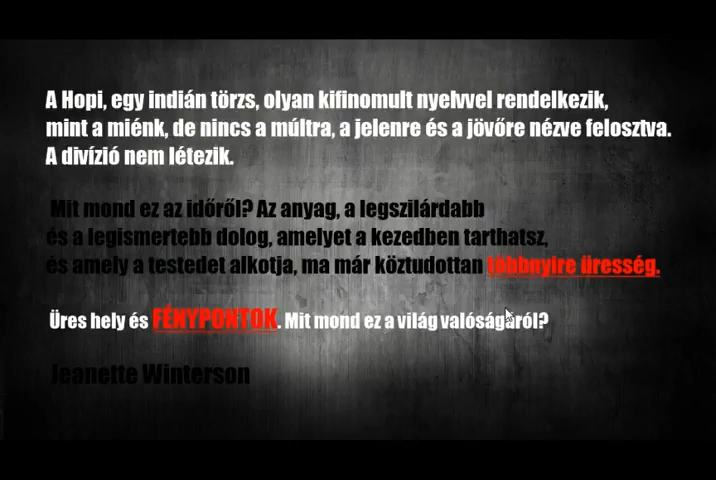 A Hopi, egy indián törzs, olyan kifinomult nyelvvel rendelkezik,
mint a miénk, de nincs a múltra, a jelenre és a jövőre nézve felosztva.
A divízió nem létezik.
Mit mond ez az időről? Az anyag, a legszilárdabb
és a legismertebb dolog, amelyet a kezedben tarthatsz,
és amely a testedet alkotja, ma már köztudottan többnyire üresség.
Üres hely és FÉNYPONTOK. Mit mond ez a világ valóságáról?
Jeanette Winterson